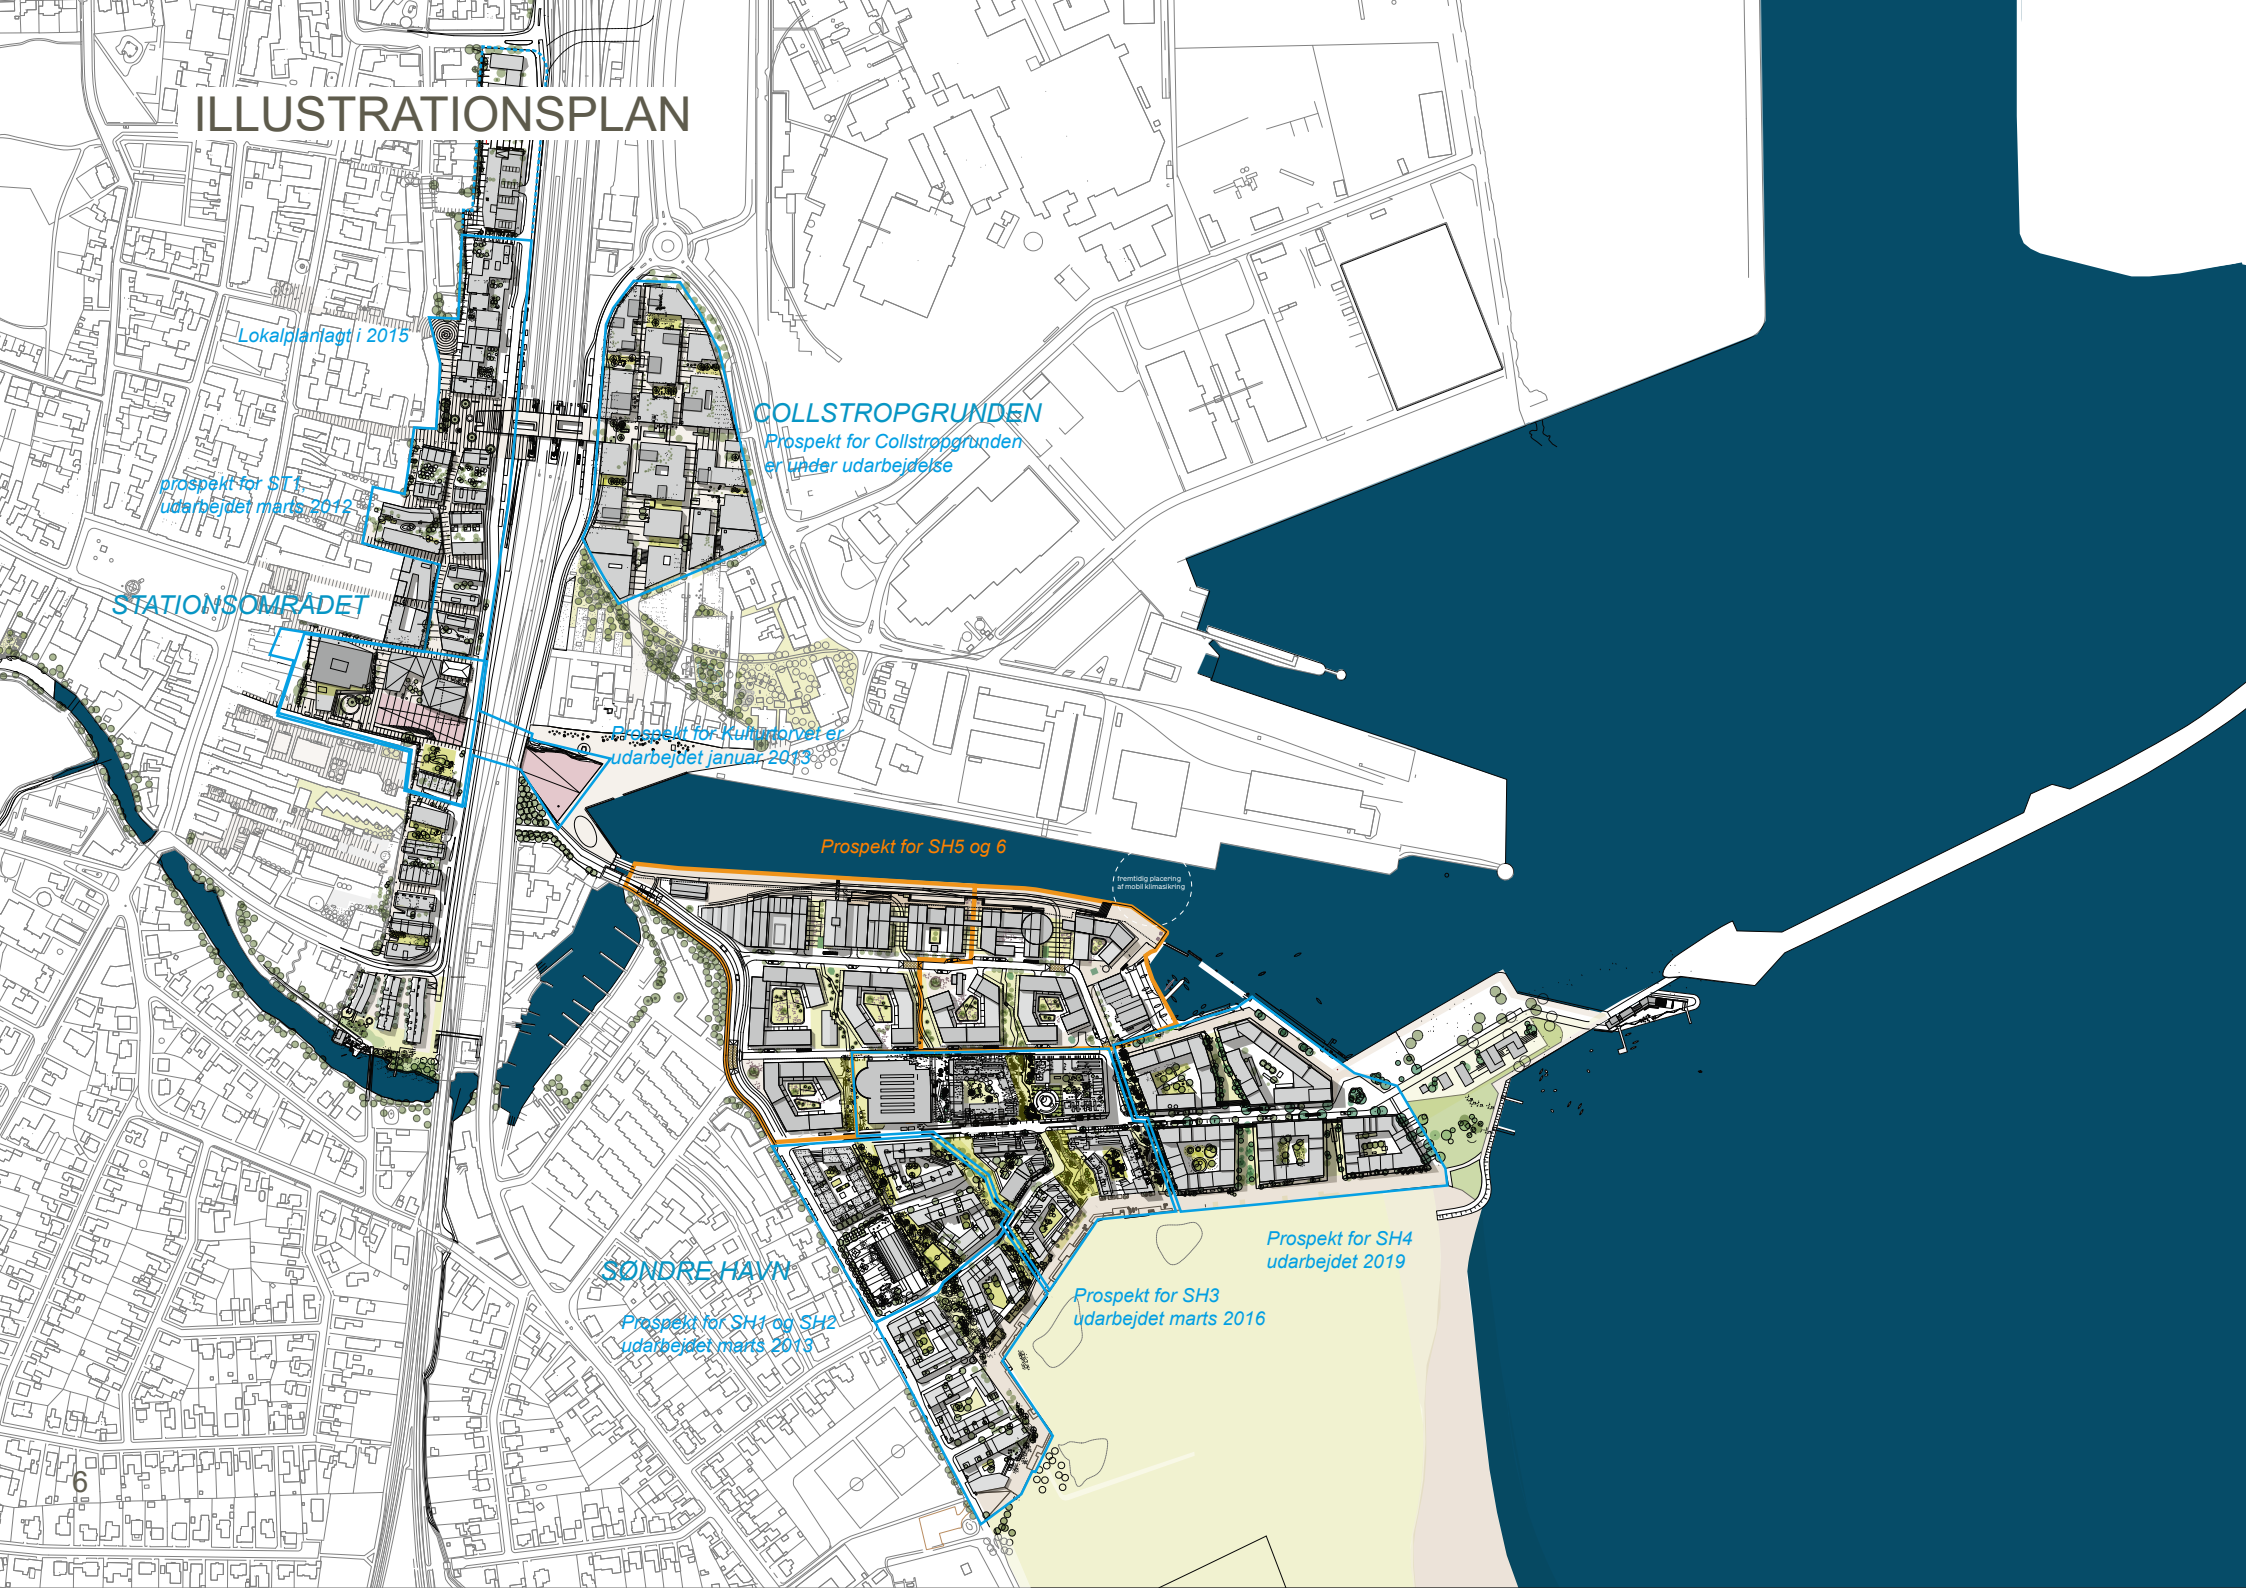 ILLUSTRATIONSPLAN
Lokalplanlagt i 2015
COLLSTROPGRUNDEN
Prospekt for Collstropgrunden
er under udarbejdelse
prospekt for ST1
udarbejdet marts 2012
STATIONSOMRÅDET
P
Prospekt for Kulturtorvet er
udarbejdet januar 2013
Prospekt for SH5 og 6
fremtidig placering
af mobil klimasikring
Prospekt for SH4
udarbejdet 2019
SØNDRE HAVN
Prospekt for SH3
udarbejdet marts 2016
Prospekt for SH1 og SH2
udarbejdet marts 2013
6